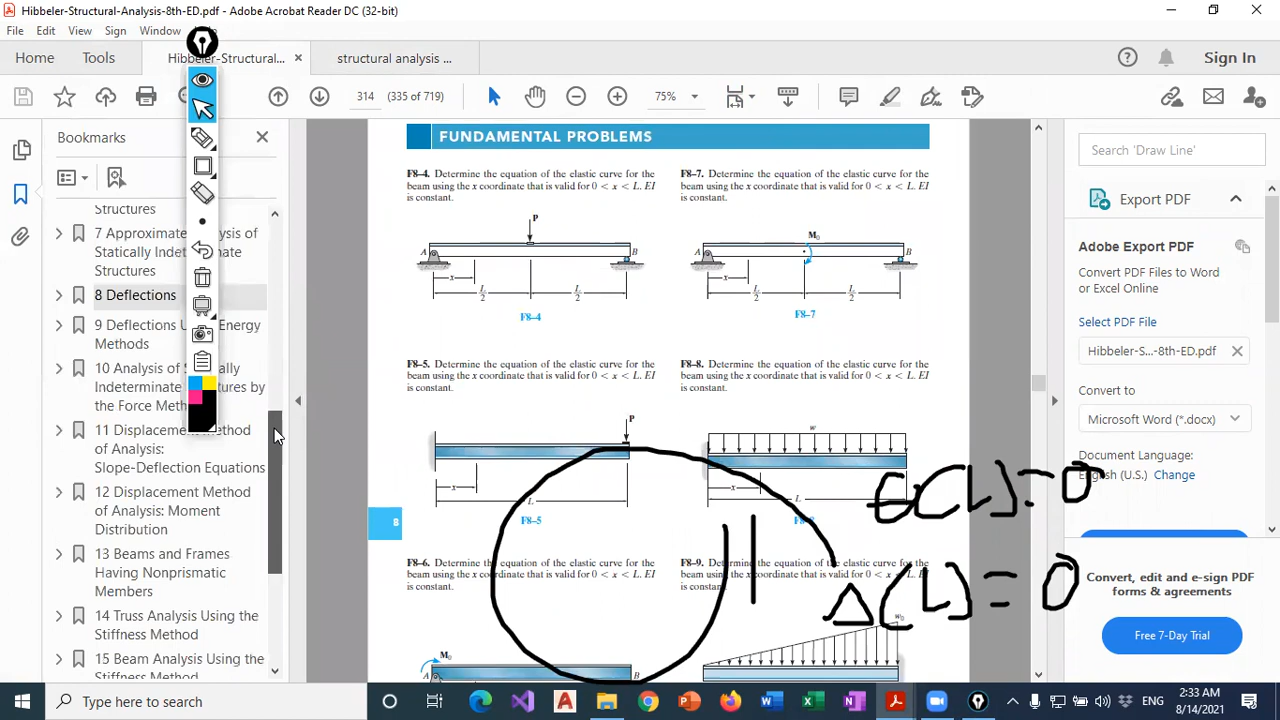 Hibbeler-Structural-Analysis-8th-ED.pdf - Adobe Acrobat Reader DC (32-bit)
File Edit View Sign Window
Home Tools Hibbeler-Structural... × structural analysis ... Sign In
314 (335 of 719) 75%
Bookmarks
Structures
7 Approximate
of
Statically
Structures
8 Deflections
9 Deflections
Energy
Methods
10 Analysis of
Indeterminate
by
the Force
11
Method
of Analysis:
Slope-Deflection Equations
12 Displacement Method
of Analysis: Moment
Distribution
13 Beams and Frames
Having Nonprismatic
Members
14 Truss Analysis Using the
Stiffness Method
15 Beam Analysis Using the
FUNDAMENTAL PROBLEMS
F8–4. Determine the equation of the elastic curve for the
beam using the x coordinate that is valid for 0 < x < L. EI
is constant.
P
A B
x
L/2 L/2
F8–4
F8–5. Determine the equation of the elastic curve for the
beam using the x coordinate that is valid for 0 < x < L. EI
is constant.
P
x
L
F8–5
8
F8–6. Determine the equation of the elastic curve for the
beam using the x coordinate that is valid for 0 < x < L. EI
is constant.
M0
A B
F8–7. Determine the equation of the elastic curve for the
beam using the x coordinate that is valid for 0 < x < L. EI
is constant.
M0
A B
x
L/2 L/2
F8–7
F8–8. Determine the equation of the elastic curve for the
beam using the x coordinate that is valid for 0 < x < L. EI
is constant.
w
x
L
F8–9. Determine the equation of the elastic curve for the
beam using the x coordinate that is valid for 0 < x < L. EI
is constant.
w0
θ(L)=0
Δ(L)=0
Search 'Draw Line'
Export PDF
Adobe Export PDF
Convert PDF Files to Word
or Excel Online
Select PDF File
Hibbeler-S...-8th-ED.pdf ×
Convert to
Microsoft Word (*.docx)
Document Language:
English (U.S.) Change
Convert, edit and e-sign PDF
forms & agreements
Free 7-Day Trial
Type here to search
ENG
2:33 AM
8/14/2021